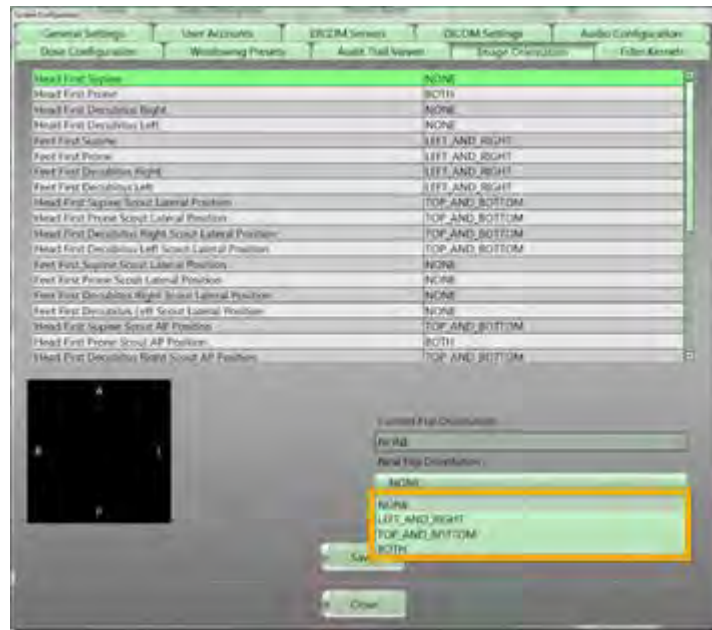 System Configuration
General Settings User Accounts DICOM Servers DICOM Settings Audio Configuration
Dose Configuration Windowing Presets Audit Trail Viewer Image Orientation Filter Kernels
Head First Supine NONE
Head First Prone BOTH
Head First Decubitus Right NONE
Head First Decubitus Left NONE
Feet First Supine LEFT_AND_RIGHT
Feet First Prone LEFT_AND_RIGHT
Feet First Decubitus Right LEFT_AND_RIGHT
Feet First Decubitus Left LEFT_AND_RIGHT
Head First Supine Scout Lateral Position TOP_AND_BOTTOM
Head First Prone Scout Lateral Position TOP_AND_BOTTOM
Head First Decubitus Right Scout Lateral Position TOP_AND_BOTTOM
Head First Decubitus Left Scout Lateral Position TOP_AND_BOTTOM
Feet First Supine Scout Lateral Position NONE
Feet First Prone Scout Lateral Position NONE
Feet First Decubitus Right Scout Lateral Position NONE
Feet First Decubitus Left Scout Lateral Position NONE
Head First Supine Scout AP Position TOP_AND_BOTTOM
Head First Prone Scout AP Position BOTH
Head First Decubitus Right Scout AP Position TOP_AND_BOTTOM
A
R L
P
Current Flip Orientation
NONE
New Flip Orientation
NONE
NONE
LEFT_AND_RIGHT
TOP_AND_BOTTOM
BOTH
Save
Close